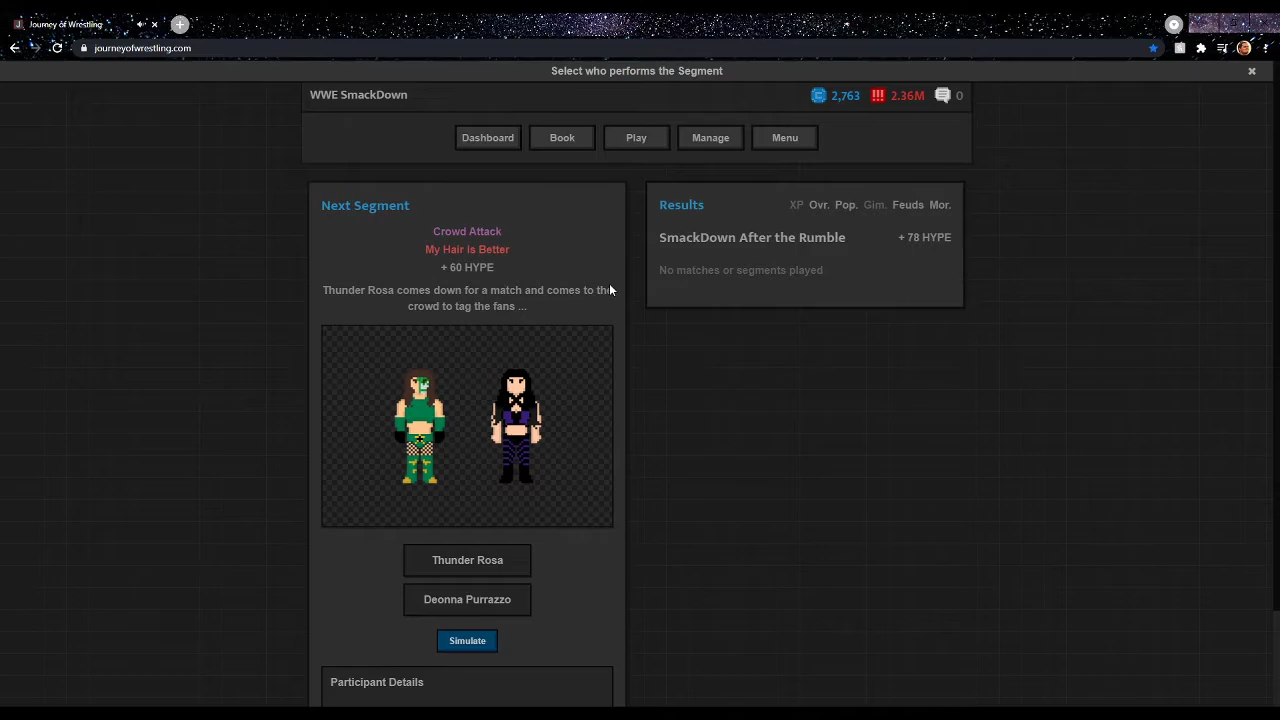 Journey of Wrestling
journeyofwrestling.com
Select who performs the Segment
WWE SmackDown
2,763
2.36M
0
Dashboard
Book
Play
Manage
Menu
Next Segment
Crowd Attack
My Hair Is Better
+ 60 HYPE
Thunder Rosa comes down for a match and comes to the
crowd to tag the fans ...
Thunder Rosa
Deonna Purrazzo
Simulate
Participant Details
Results
XP Ovr. Pop. Gim. Feuds Mor.
SmackDown After the Rumble
+ 78 HYPE
No matches or segments played